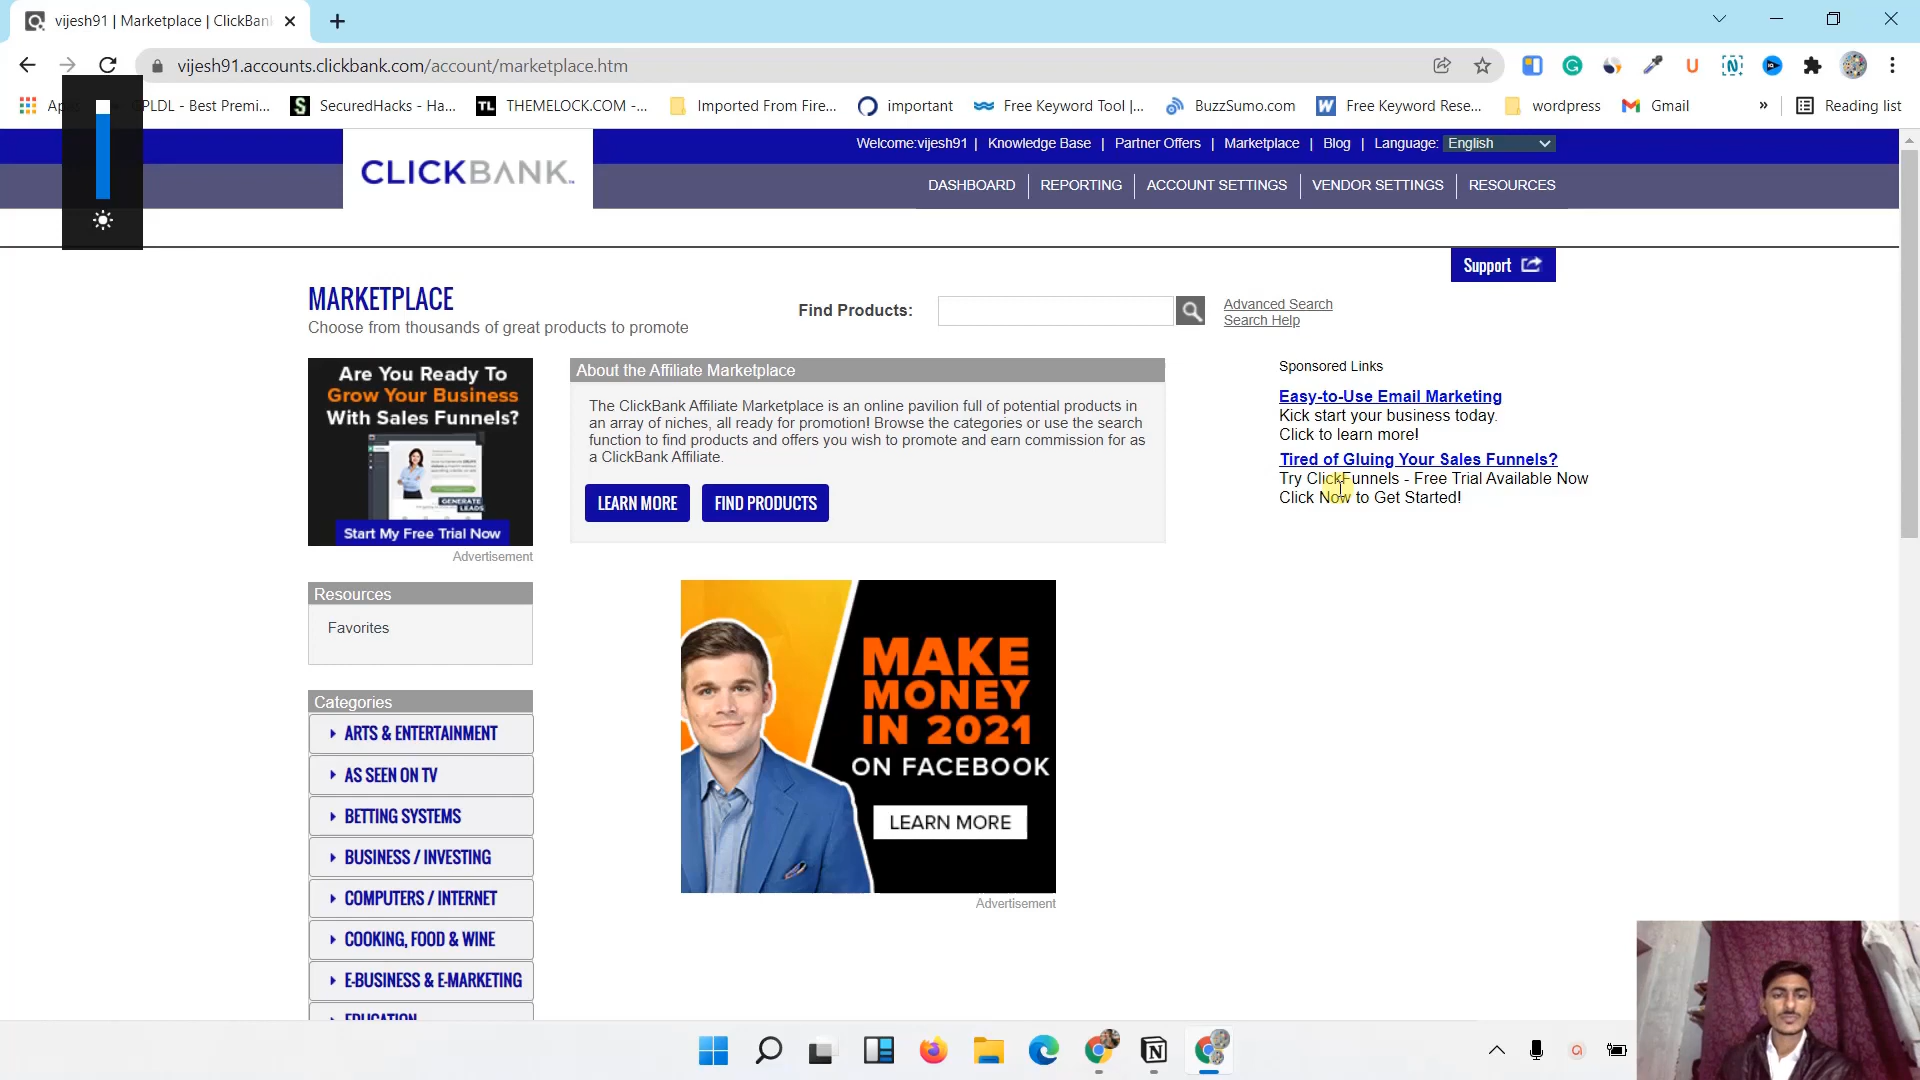 vijesh91 | Marketplace | ClickBan
vijesh91.accounts.clickbank.com/account/marketplace.htm
GPLDL - Best Premi...
SecuredHacks - Ha...
THEMELOCK.COM -...
Imported From Fire...
important
Free Keyword Tool |...
BuzzSumo.com
Free Keyword Rese...
wordpress
Gmail
»
Reading list
Welcome:vijesh91 | Knowledge Base | Partner Offers | Marketplace | Blog | Language: English
CLICKBANK
DASHBOARD
REPORTING
ACCOUNT SETTINGS
VENDOR SETTINGS
RESOURCES
Support
MARKETPLACE
Choose from thousands of great products to promote
Find Products:
Advanced Search
Search Help
Are You Ready To
Grow Your Business
With Sales Funnels?
GENERATE
LEADS
Start My Free Trial Now
Advertisement
About the Affiliate Marketplace
The ClickBank Affiliate Marketplace is an online pavilion full of potential products in
an array of niches, all ready for promotion! Browse the categories or use the search
function to find products and offers you wish to promote and earn commission for as
a ClickBank Affiliate.
LEARN MORE
FIND PRODUCTS
Sponsored Links
Easy-to-Use Email Marketing
Kick start your business today.
Click to learn more!
Tired of Gluing Your Sales Funnels?
Try ClickFunnels - Free Trial Available Now
Click Now to Get Started!
Resources
Favorites
Categories
ARTS & ENTERTAINMENT
AS SEEN ON TV
BETTING SYSTEMS
BUSINESS / INVESTING
COMPUTERS / INTERNET
COOKING, FOOD & WINE
E-BUSINESS & E-MARKETING
EDUCATION
MAKE
MONEY
IN 2021
ON FACEBOOK
LEARN MORE
Advertisement